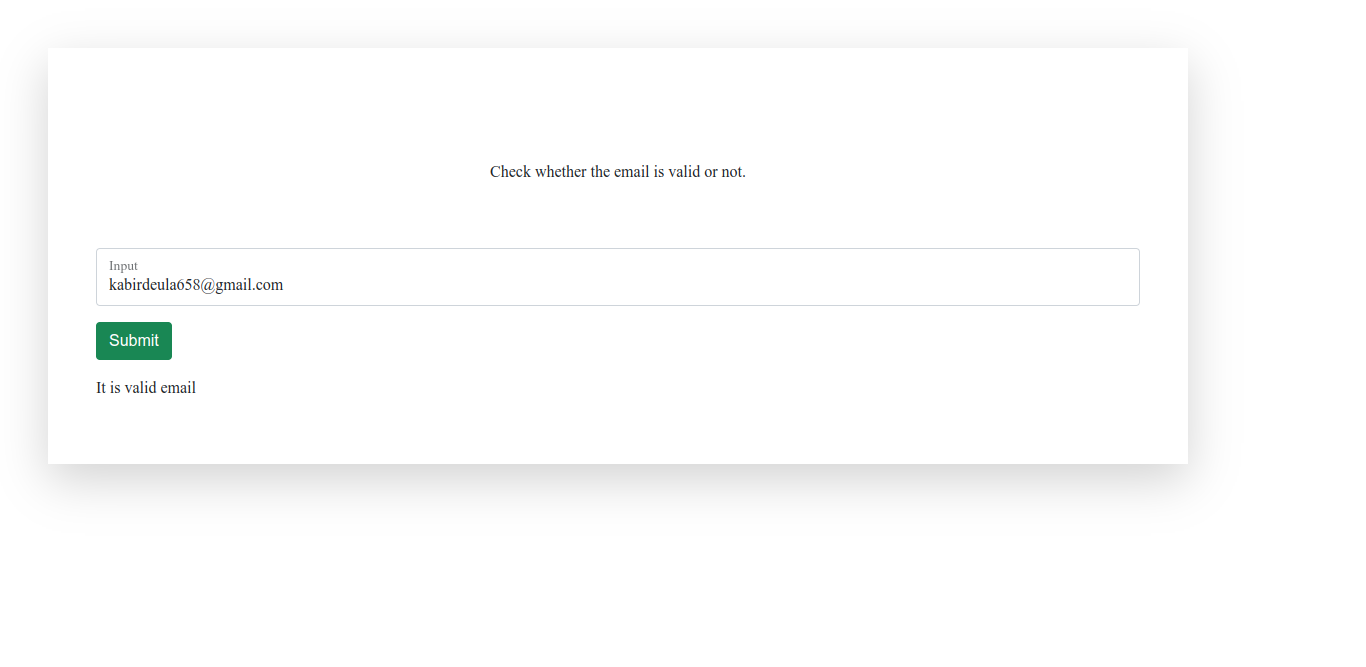 Check whether the email is valid or not.
Input
kabirdeula658@gmail.com
Submit
It is valid email